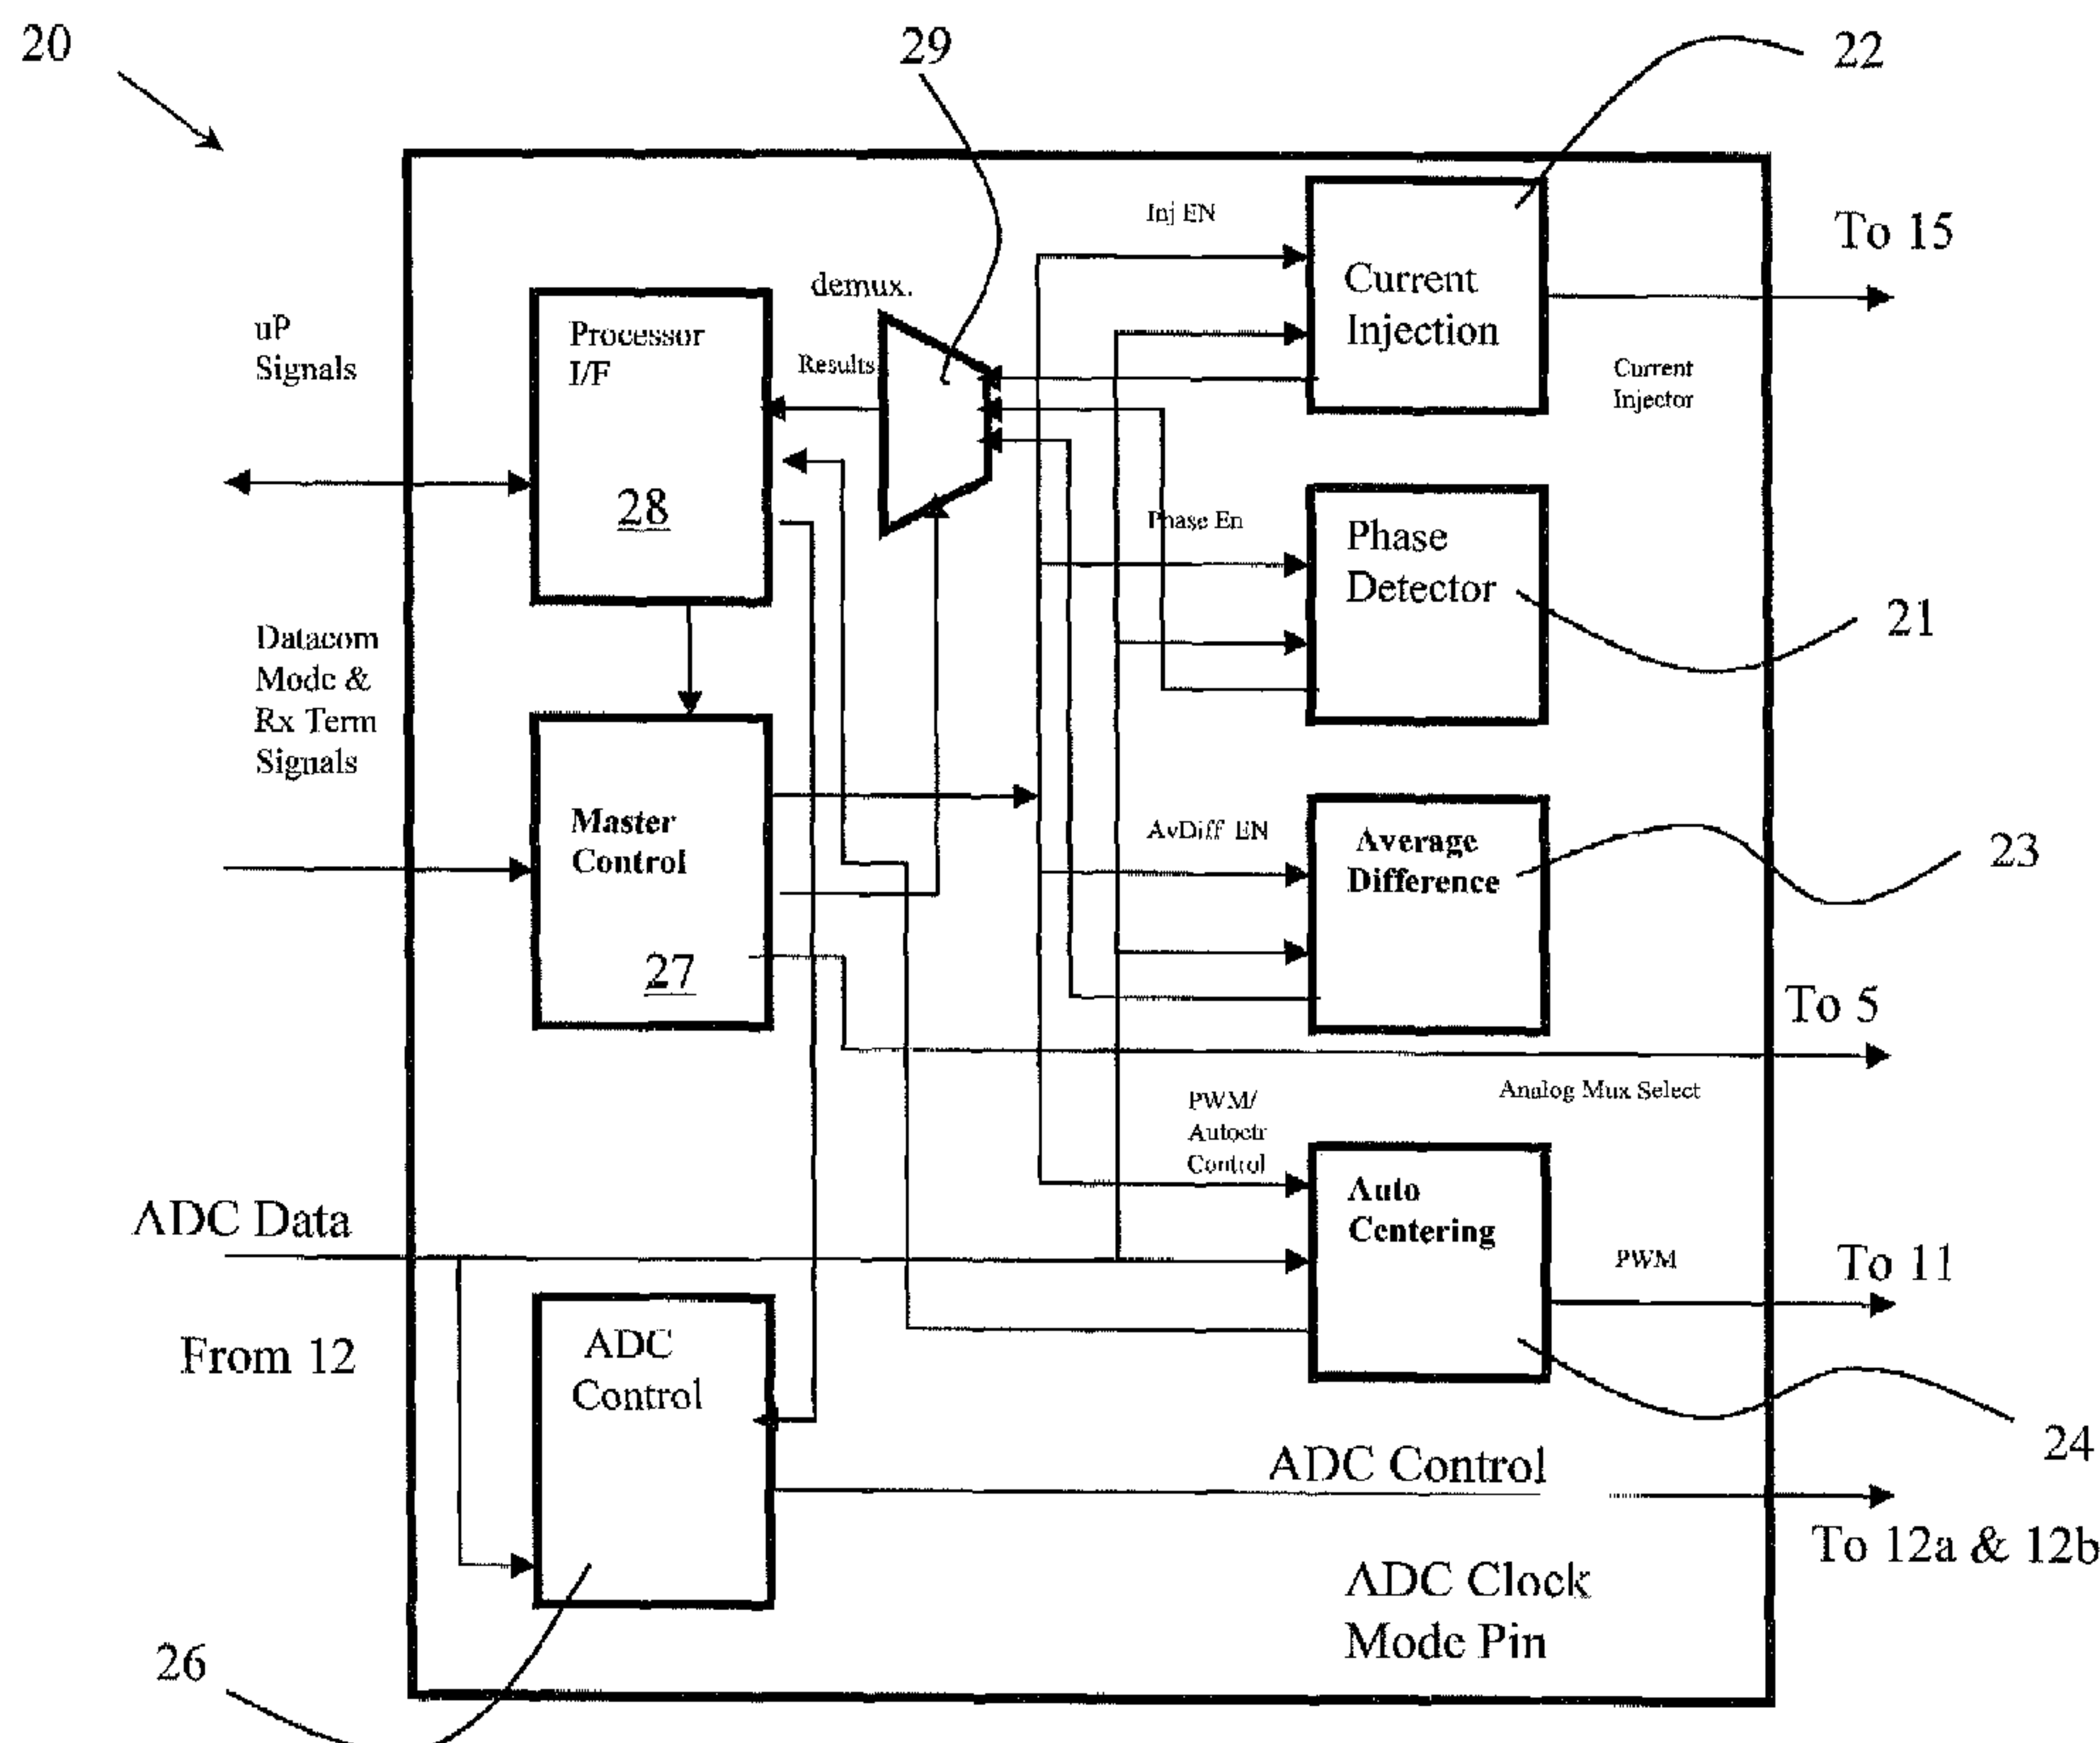 20
29
22
Inj EN
To 15
demux.
uP
Signals
Processor
I/F
Results
Current
Injection
Current
Injector
28
Phase En
Phase
Detector
21
Datacom
Mode &
Rx Term
Signals
Master
Control
AvDiff EN
Average
Difference
23
27
To 5
Analog Mux Select
PWM/
Autoctr
Control
ADC Data
Auto
Centering
PWM
To 11
From 12
ADC
Control
24
ADC Control
To 12a & 12b
ADC Clock
Mode Pin
26